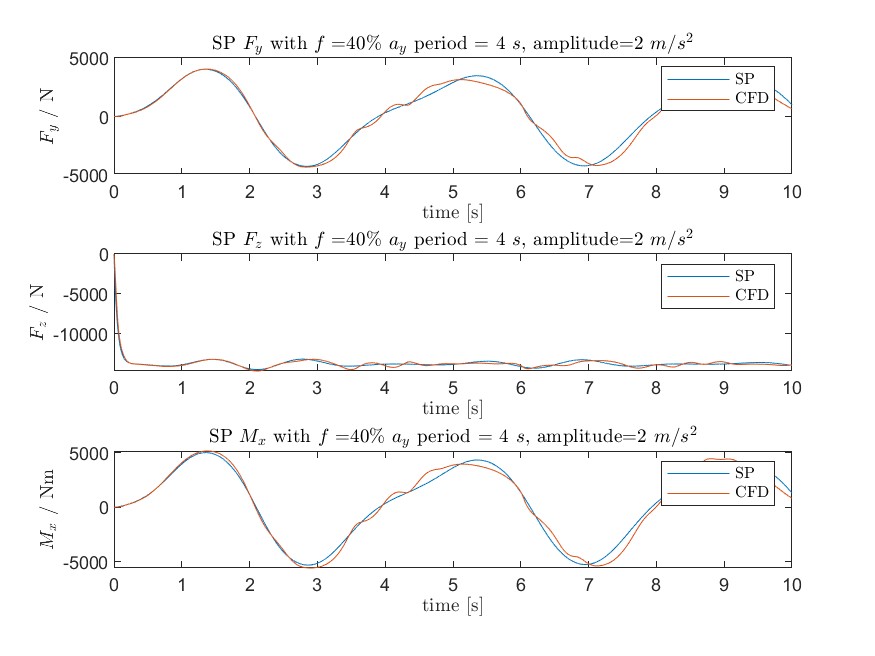 SP F_y with f =40% a_y period = 4 s, amplitude=2 m/s²
5000
0
-5000
F_y / N
SP
CFD
0 1 2 3 4 5 6 7 8 9 10
time [s]
SP F_z with f =40% a_y period = 4 s, amplitude=2 m/s²
0
-5000
-10000
F_z / N
SP
CFD
0 1 2 3 4 5 6 7 8 9 10
time [s]
SP M_x with f =40% a_y period = 4 s, amplitude=2 m/s²
5000
0
-5000
M_x / Nm
SP
CFD
0 1 2 3 4 5 6 7 8 9 10
time [s]